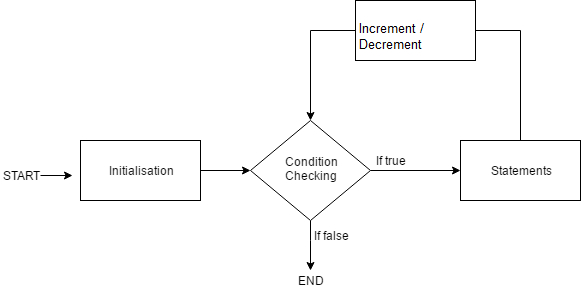 Increment /
Decrement
START
Initialisation
Condition
Checking
If true
Statements
If false
END